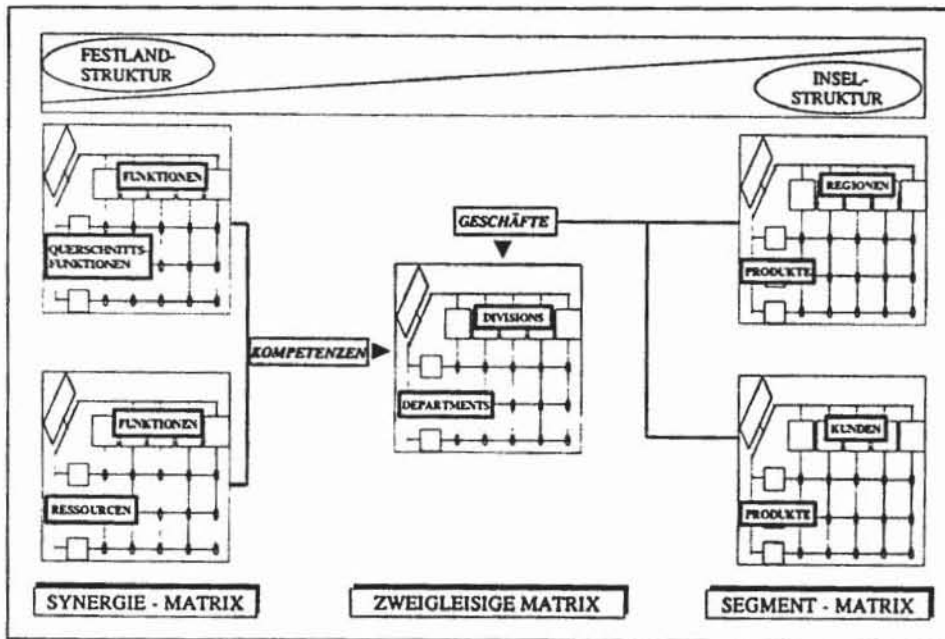 FESTLAND-
STRUKTUR
INSEL-
STRUKTUR
FUNKTIONEN
QUERSCHNITTS-
FUNKTIONEN
FUNKTIONEN
RESSOURCEN
KOMPETENZEN
GESCHÄFTE
DIVISIONS
DEPARTMENTS
REGIONEN
PRODUKTE
KUNDEN
PRODUKTE
SYNERGIE - MATRIX
ZWEIGLEISIGE MATRIX
SEGMENT - MATRIX